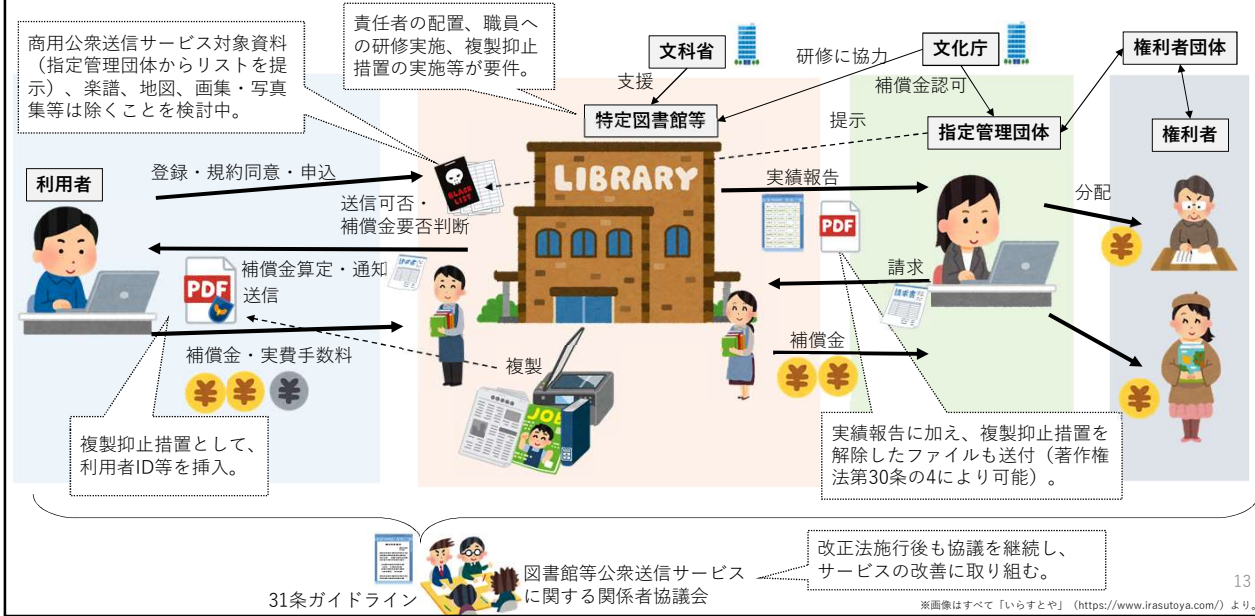 商用公衆送信サービス対象資料
（指定管理団体からリストを提
示）、楽譜、地図、画集・写真
集等は除くことを検討中。
責任者の配置、職員へ
の研修実施、複製抑止
措置の実施等が要件。
文科省
支援
研修に協力
文化庁
補償金認可
権利者団体
特定図書館等
提示
指定管理団体
権利者
利用者
登録・規約同意・申込
BLACK
LIST
送信可否・
補償金要否判断
LIBRARY
実績報告
PDF
分配
補償金算定・通知
請求書
PDF
送信
請求
請求書
補償金・実費手数料
複製
JOB
補償金
複製抑止措置として、
利用者ID等を挿入。
実績報告に加え、複製抑止措置を
解除したファイルも送付（著作権
法第30条の4により可能）。
31条ガイドライン
図書館等公衆送信サービス
に関する関係者協議会
改正法施行後も協議を継続し、
サービスの改善に取り組む。
13
※画像はすべて「いらすとや」（https://www.irasutoya.com/）より。